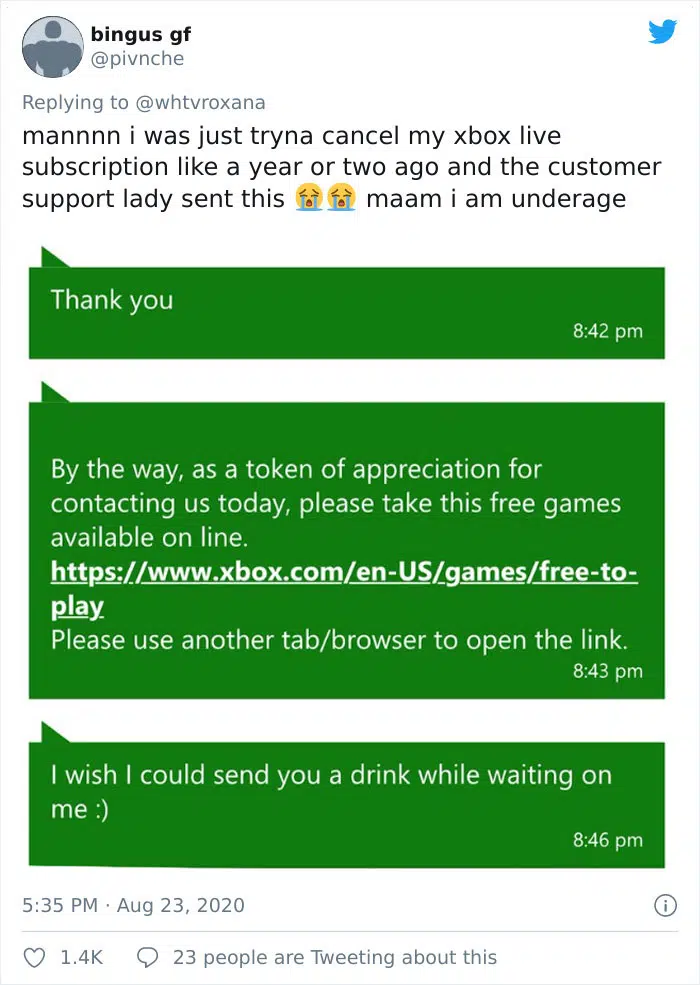 bingus gf
@pivnche
Replying to @whtvroxana
mannnn i was just tryna cancel my xbox live
subscription like a year or two ago and the customer
support lady sent this 😭😭 maam i am underage
Thank you
8:42 pm
By the way, as a token of appreciation for
contacting us today, please take this free games
available on line.
https://www.xbox.com/en-US/games/free-to-
play
Please use another tab/browser to open the link.
8:43 pm
I wish I could send you a drink while waiting on
me :)
8:46 pm
5:35 PM · Aug 23, 2020
1.4K 23 people are Tweeting about this